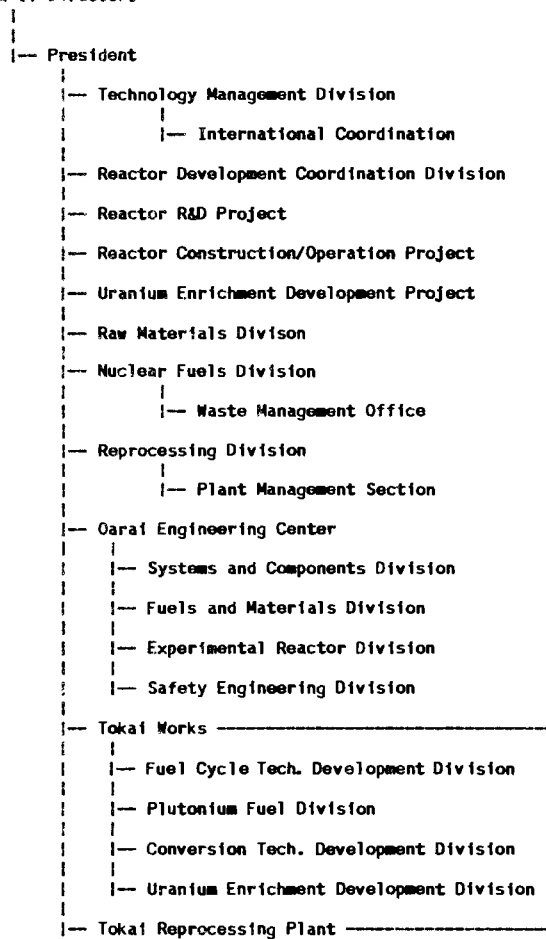 President
Technology Management Division
International Coordination
Reactor Development Coordination Division
Reactor R&D Project
Reactor Construction/Operation Project
Uranium Enrichment Development Project
Raw Materials Divison
Nuclear Fuels Division
Waste Management Office
Reprocessing Division
Plant Management Section
Oarai Engineering Center
Systems and Components Division
Fuels and Materials Division
Experimental Reactor Division
Safety Engineering Division
Tokai Works
Fuel Cycle Tech. Development Division
Plutonium Fuel Division
Conversion Tech. Development Division
Uranium Enrichment Development Division
Tokai Reprocessing Plant